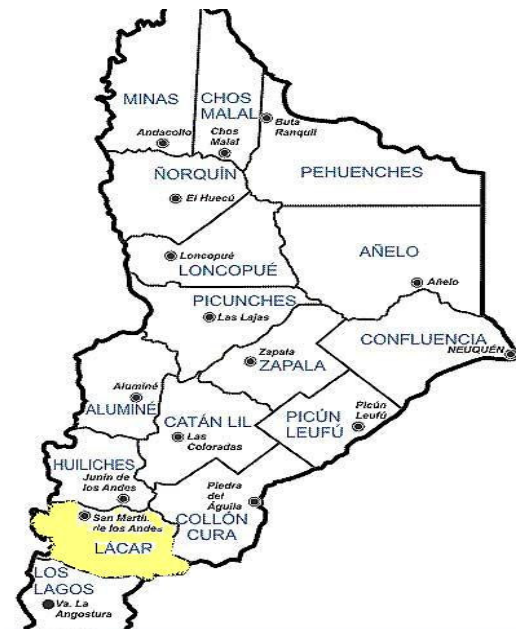 MINAS
Andacollo
CHOS
MALAL
Chos
Malal
Buta
Ranquil
ÑORQUÍN
El Huecú
PEHUENCHES
Loncopué
LONCOPUÉ
AÑELO
Añelo
PICUNCHES
Las Lajas
CONFLUENCIA
NEUQUÉN
Zapala
ZAPALA
Aluminé
ALUMINÉ
CATÁN LIL
Las
Coloradas
PICÚN
LEUFÚ
Picún
Leufú
HUILICHES
Junín de
los Andes
Piedra
del
Águila
COLLÓN
CURA
San Martín
de los Andes
LÁCAR
LOS
LAGOS
Va. La
Angostura